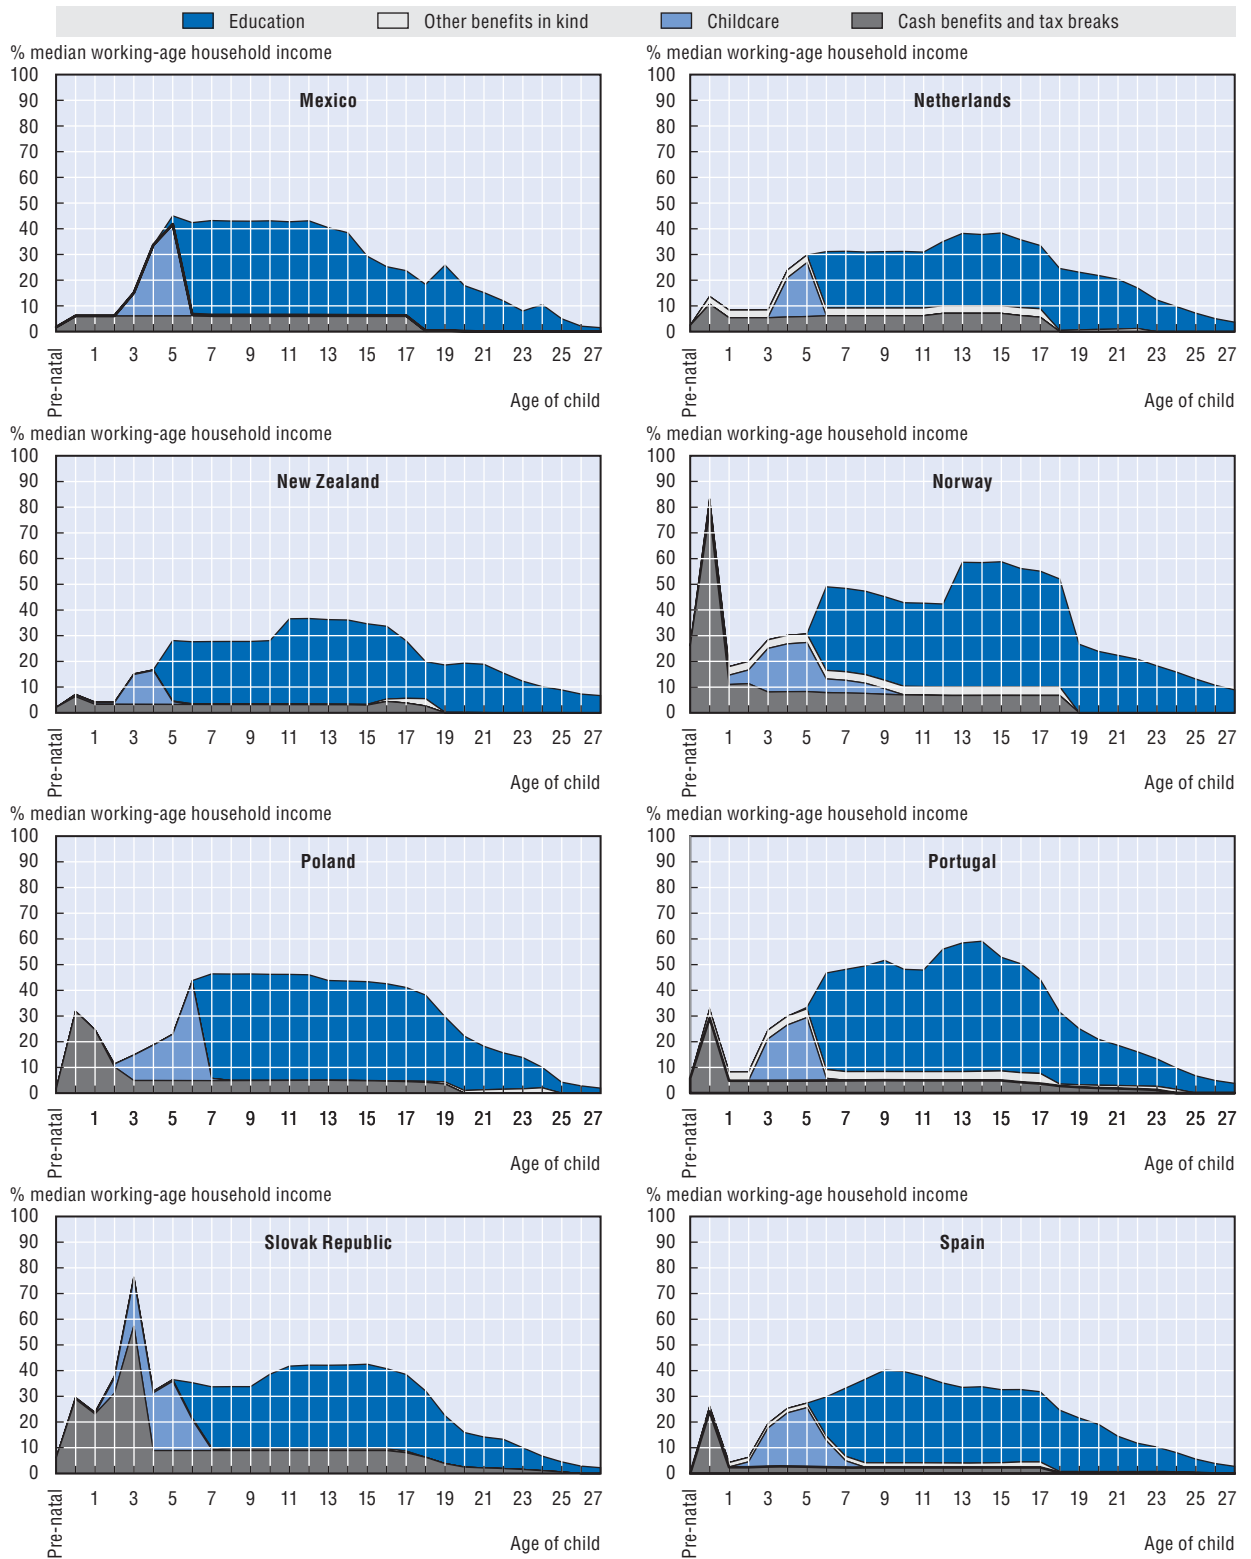 Education Other benefits in kind Childcare Cash benefits and tax breaks
% median working-age household income
100
90
80
70
60
50
40
30
20
10
0
Mexico
Pre-natal 1 3 5 7 9 11 13 15 17 19 21 23 25 27
Age of child
% median working-age household income
100
90
80
70
60
50
40
30
20
10
0
Netherlands
Pre-natal 1 3 5 7 9 11 13 15 17 19 21 23 25 27
Age of child
% median working-age household income
100
90
80
70
60
50
40
30
20
10
0
New Zealand
Pre-natal 1 3 5 7 9 11 13 15 17 19 21 23 25 27
Age of child
% median working-age household income
100
90
80
70
60
50
40
30
20
10
0
Norway
Pre-natal 1 3 5 7 9 11 13 15 17 19 21 23 25 27
Age of child
% median working-age household income
100
90
80
70
60
50
40
30
20
10
0
Poland
Pre-natal 1 3 5 7 9 11 13 15 17 19 21 23 25 27
Age of child
% median working-age household income
100
90
80
70
60
50
40
30
20
10
0
Portugal
Pre-natal 1 3 5 7 9 11 13 15 17 19 21 23 25 27
Age of child
% median working-age household income
100
90
80
70
60
50
40
30
20
10
0
Slovak Republic
Pre-natal 1 3 5 7 9 11 13 15 17 19 21 23 25 27
Age of child
% median working-age household income
100
90
80
70
60
50
40
30
20
10
0
Spain
Pre-natal 1 3 5 7 9 11 13 15 17 19 21 23 25 27
Age of child